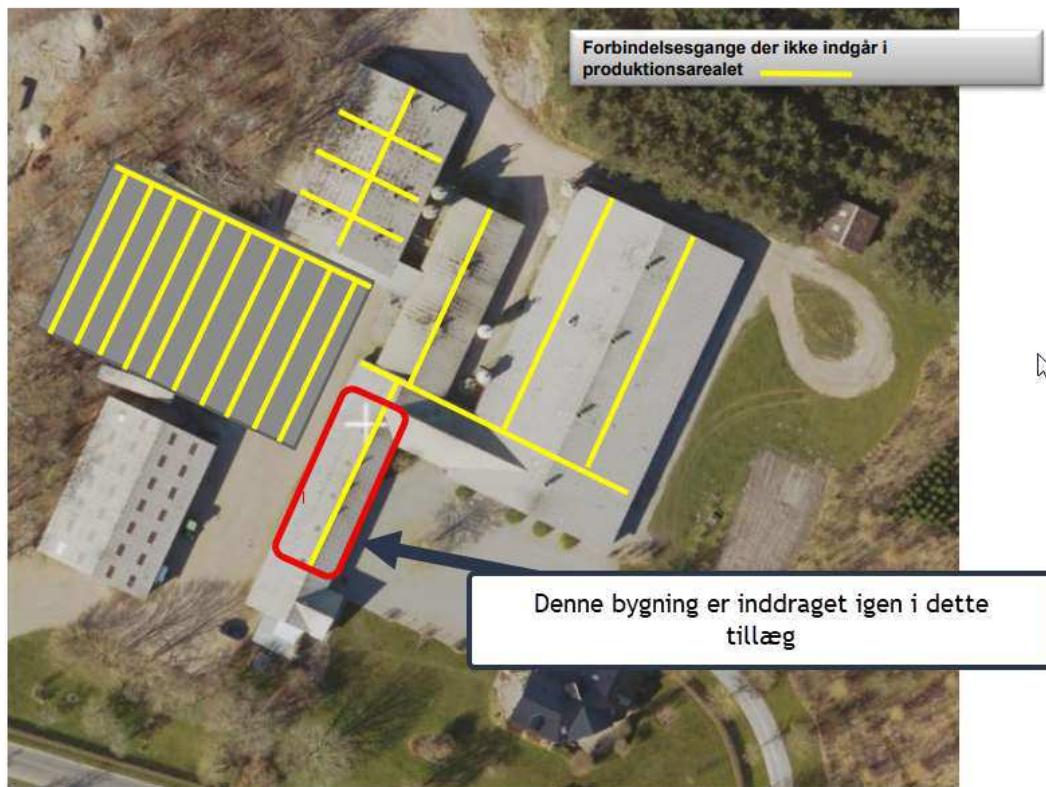 Forbindelsesgange der ikke indgår i
produktionsarealet
Denne bygning er inddraget igen i dette
tillæg